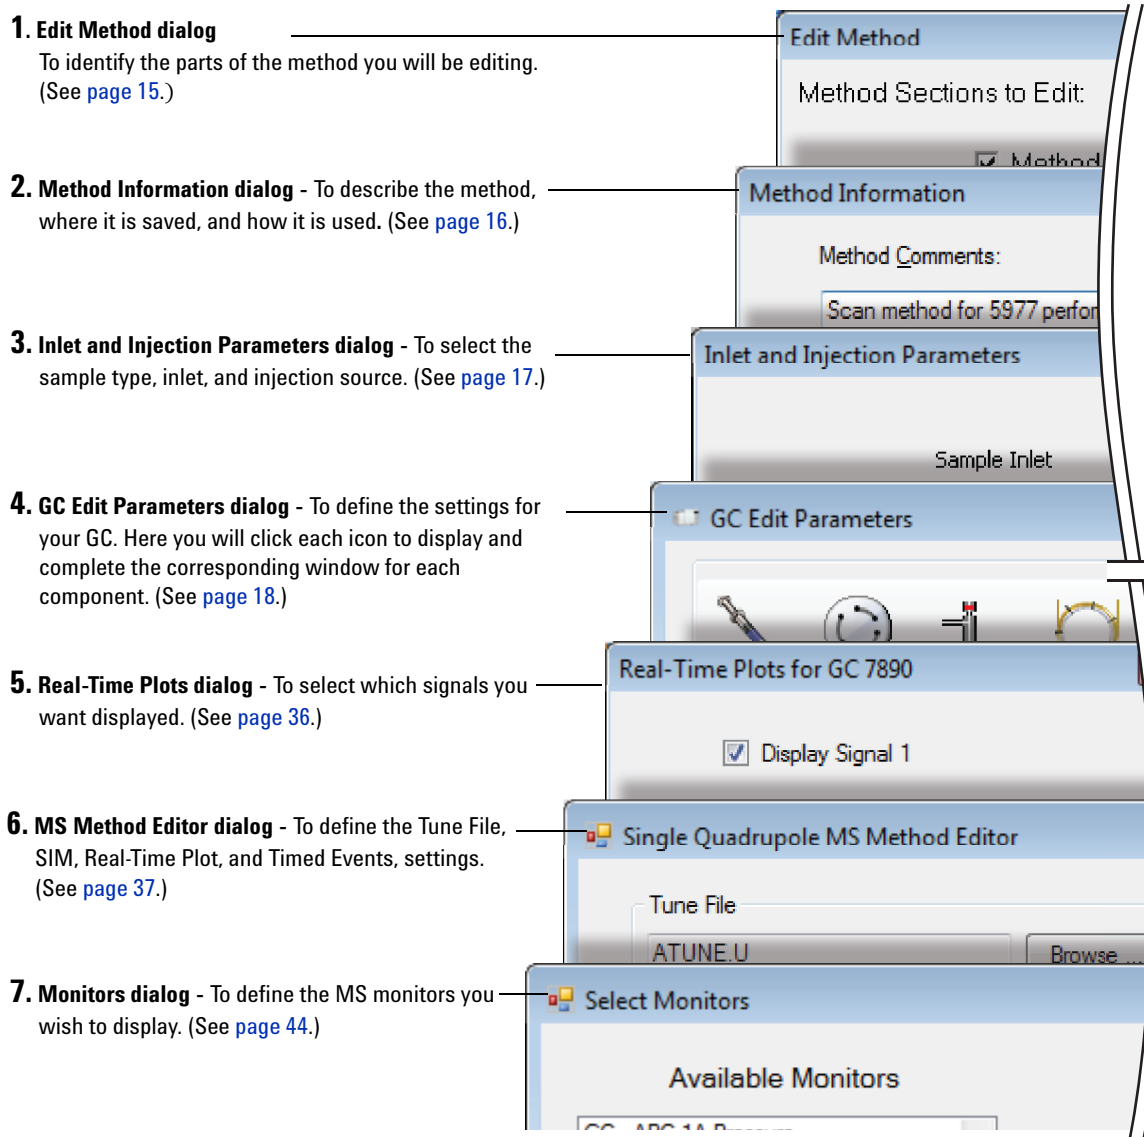 1. Edit Method dialog
To identify the parts of the method you will be editing.
(See page 15.)
2. Method Information dialog - To describe the method,
where it is saved, and how it is used. (See page 16.)
3. Inlet and Injection Parameters dialog - To select the
sample type, inlet, and injection source. (See page 17.)
4. GC Edit Parameters dialog - To define the settings for
your GC. Here you will click each icon to display and
complete the corresponding window for each
component. (See page 18.)
5. Real-Time Plots dialog - To select which signals you
want displayed. (See page 36.)
6. MS Method Editor dialog - To define the Tune File,
SIM, Real-Time Plot, and Timed Events, settings.
(See page 37.)
7. Monitors dialog - To define the MS monitors you
wish to display. (See page 44.)
Edit Method
Method Sections to Edit:
Method
Method Information
Method Comments:
Scan method for 5977 perfor
Inlet and Injection Parameters
Sample Inlet
GC Edit Parameters
Real-Time Plots for GC 7890
Display Signal 1
Single Quadrupole MS Method Editor
Tune File
ATUNE.U
Browse ...
Select Monitors
Available Monitors